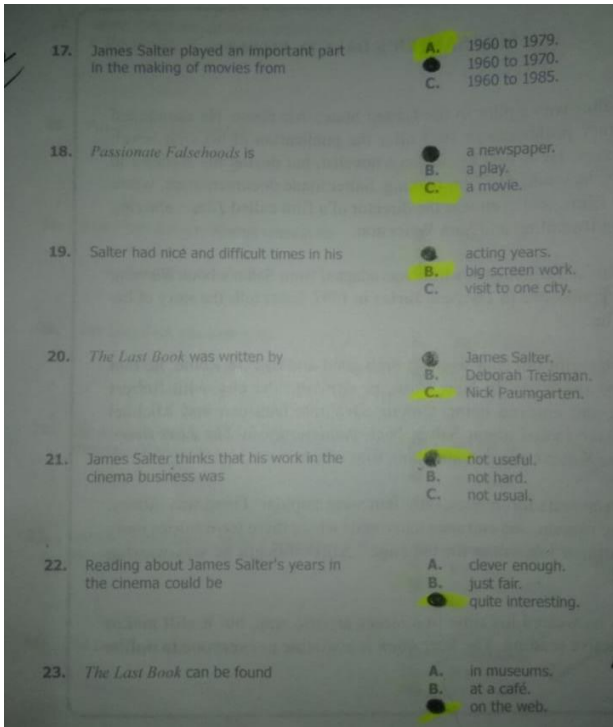 17. James Salter played an important part
in the making of movies from
A. 1960 to 1979.
1960 to 1970.
C. 1960 to 1985.
18. Passionate Falsehoods is
a newspaper.
B. a play.
C. a movie.
19. Salter had nice and difficult times in his
acting years.
B. big screen work.
C. visit to one city.
20. The Last Book was written by
James Salter.
B. Deborah Treisman.
C. Nick Paumgarten.
21. James Salter thinks that his work in the
cinema business was
not useful.
B. not hard.
C. not usual.
22. Reading about James Salter's years in
the cinema could be
A. clever enough.
B. just fair.
quite interesting.
23. The Last Book can be found
A. in museums.
B. at a café.
on the web.